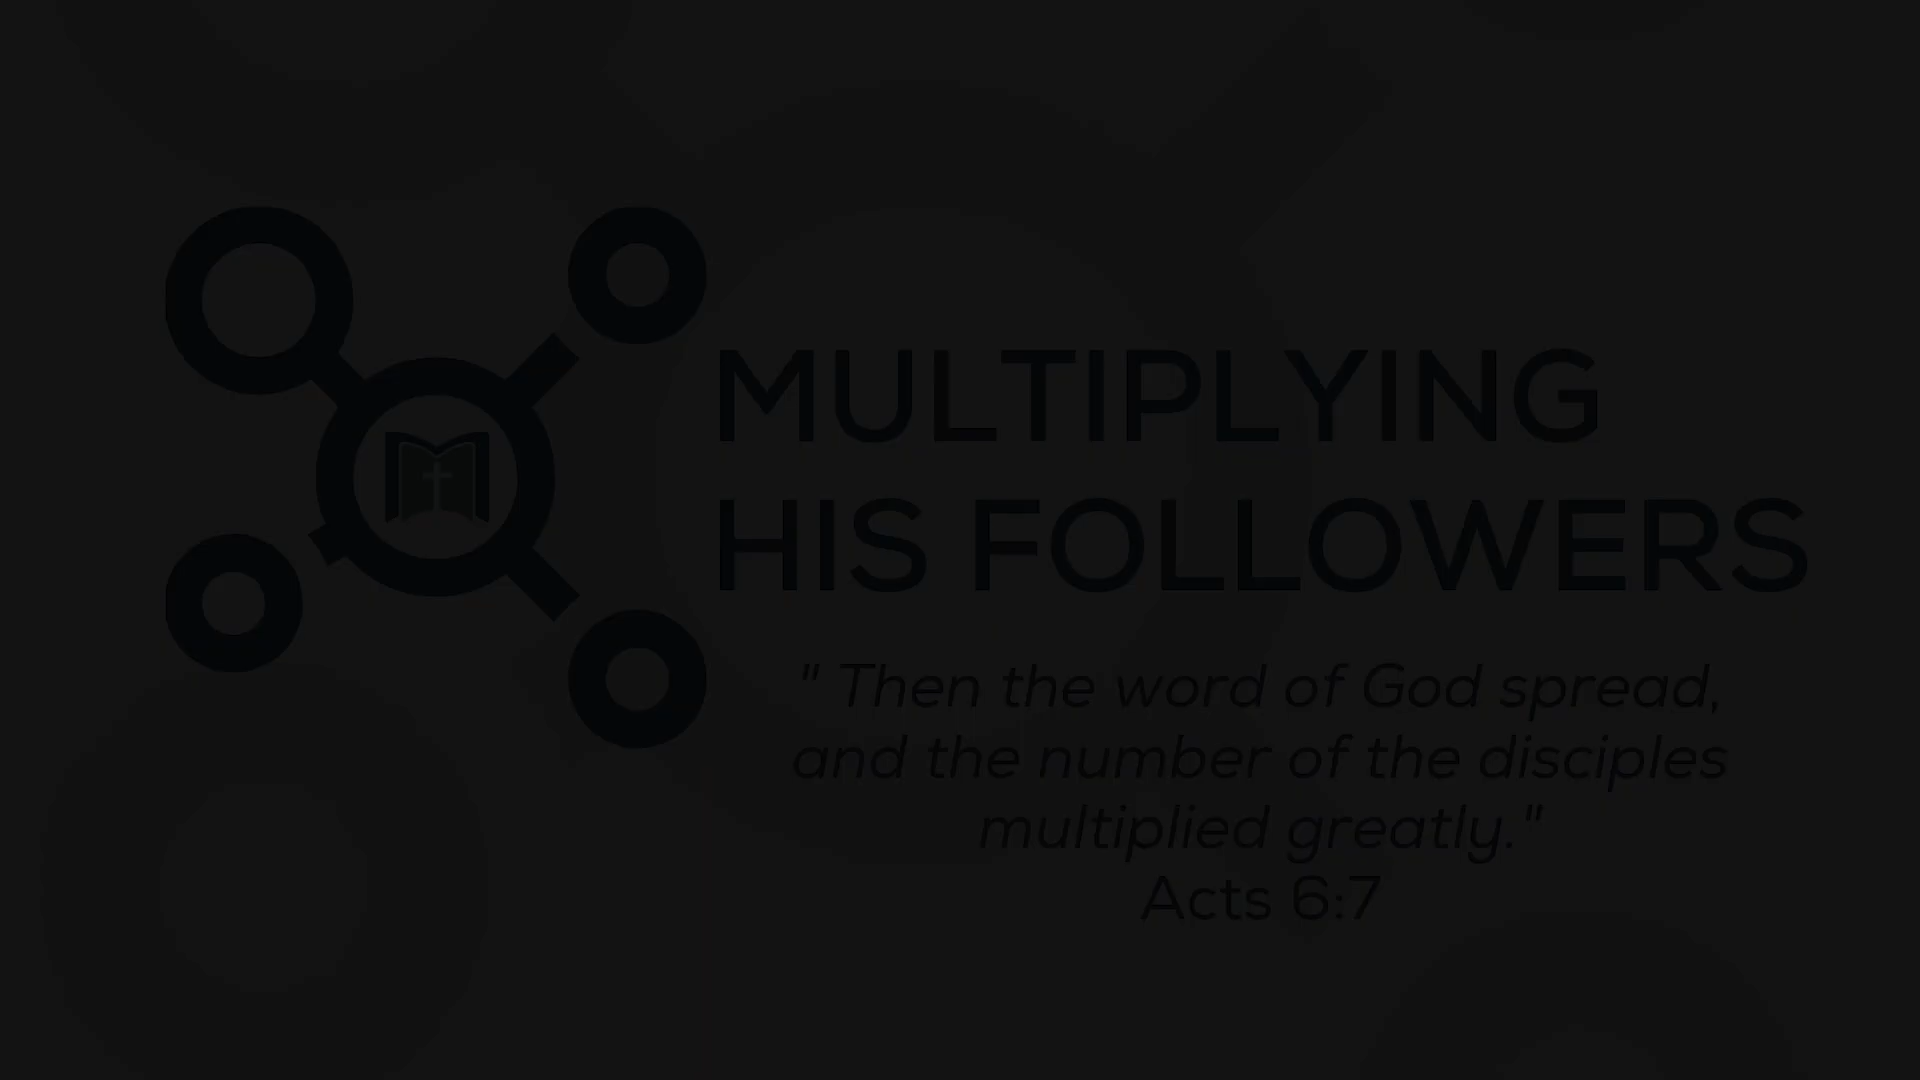 MULTIPLYING
HIS FOLLOWERS
" Then the word of God spread,
and the number of the disciples
multiplied greatly."
Acts 6:7